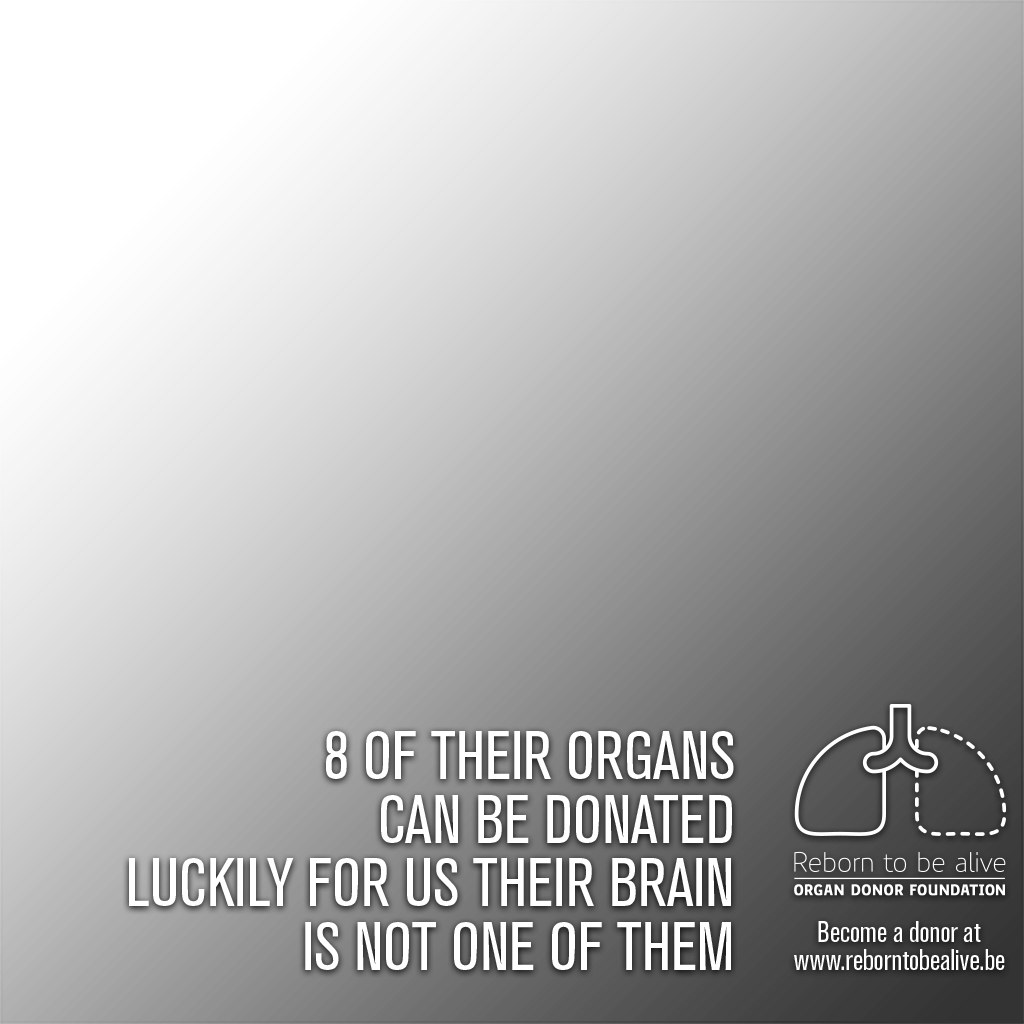 8 OF THEIR ORGANS
CAN BE DONATED
LUCKILY FOR US THEIR BRAIN
IS NOT ONE OF THEM
Reborn to be alive
ORGAN DONOR FOUNDATION
Become a donor at
www.reborntobealive.be